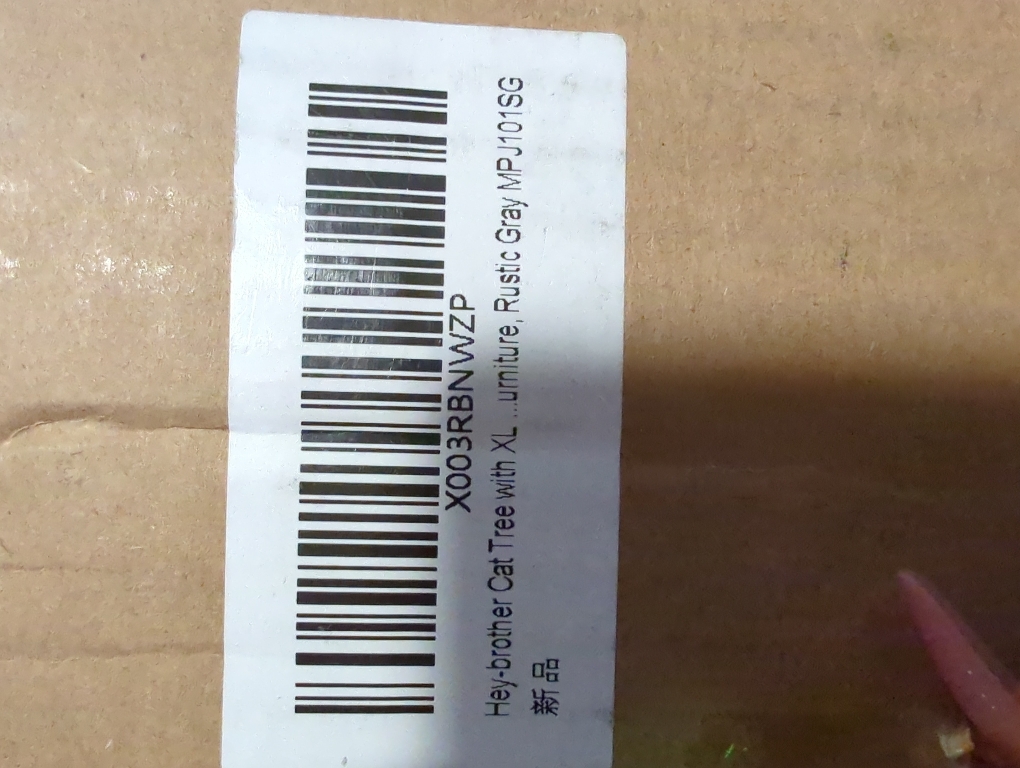 X003RBNWZP
Hey-brother Cat Tree with XL ...urniture, Rustic Gray MPJ101SG
新品